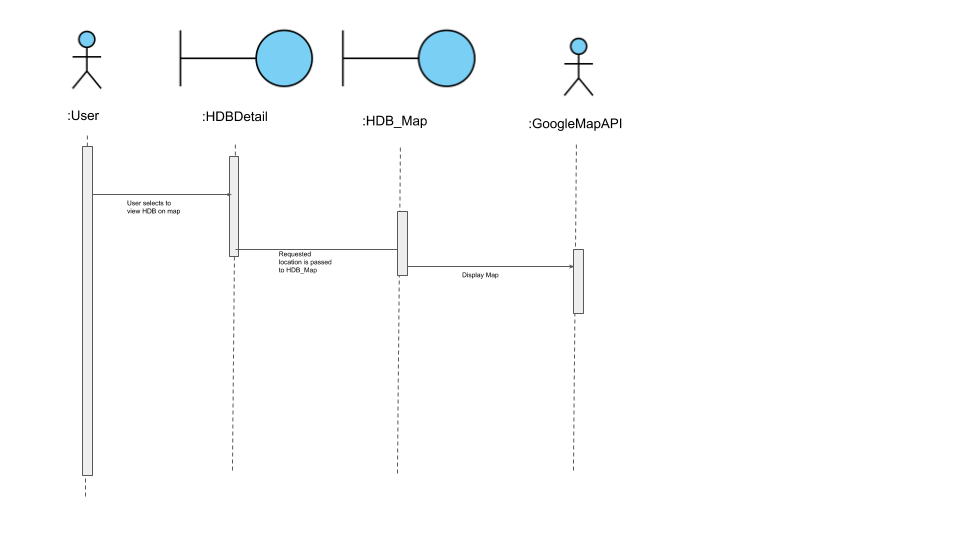 :User
:HDBDetail
:HDB_Map
:GoogleMapAPI
User selects to
view HDB on map
Requested
location is passed
to HDB_Map
Display Map